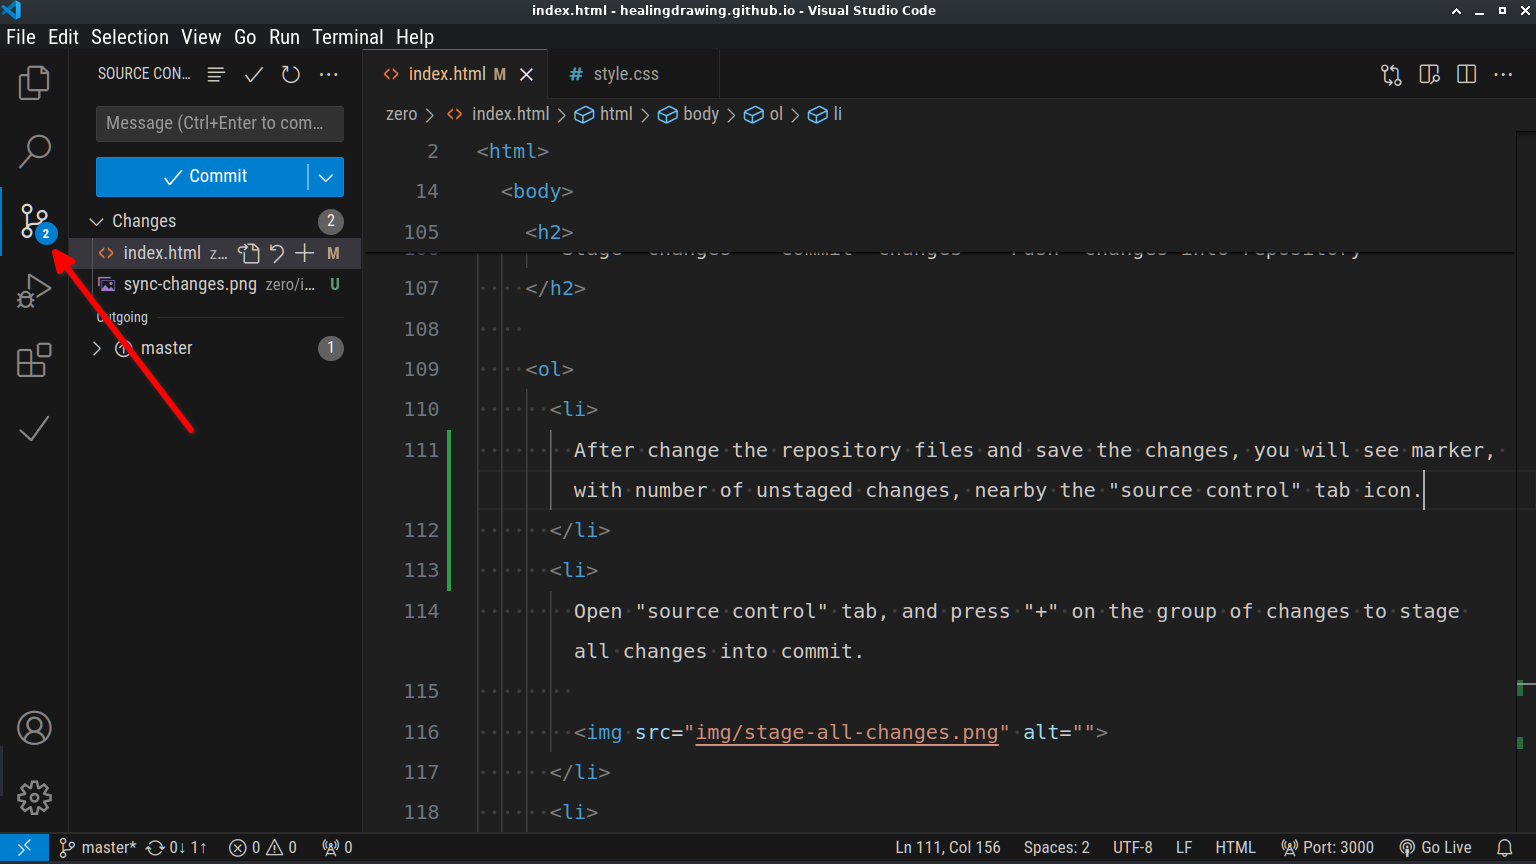 index.html - healingdrawing.github.io - Visual Studio Code
File Edit Selection View Go Run Terminal Help
SOURCE CON...
index.html M
# style.css
Message (Ctrl+Enter to com...
zero > index.html > html > body > ol > li
Commit
Changes 2
2
index.html z... M
sync-changes.png zero/i... U
Outgoing
master 1
2 <html>
14 <body>
105 <h2>
107 </h2>
108
109 <ol>
110 <li>
111 After change the repository files and save the changes, you will see marker,
with number of unstaged changes, nearby the "source control" tab icon.
112 </li>
113 <li>
114 Open "source control" tab, and press "+" on the group of changes to stage
all changes into commit.
115
116 <img src="img/stage-all-changes.png" alt="">
117 </li>
118 <li>
master* 0↓ 1↑ 0 0 0 Ln 111, Col 156 Spaces: 2 UTF-8 LF HTML Port: 3000 Go Live